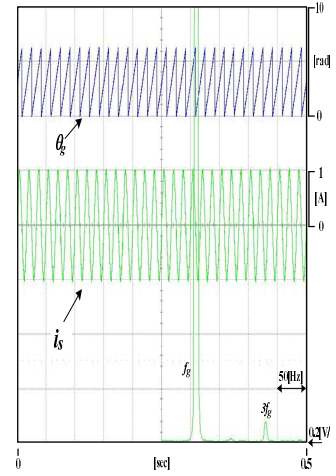 10
[rad]
0
θg
1
[A]
0
is
fg
50[Hz]
3fg
0.2[V/
0
[sec]
0.5